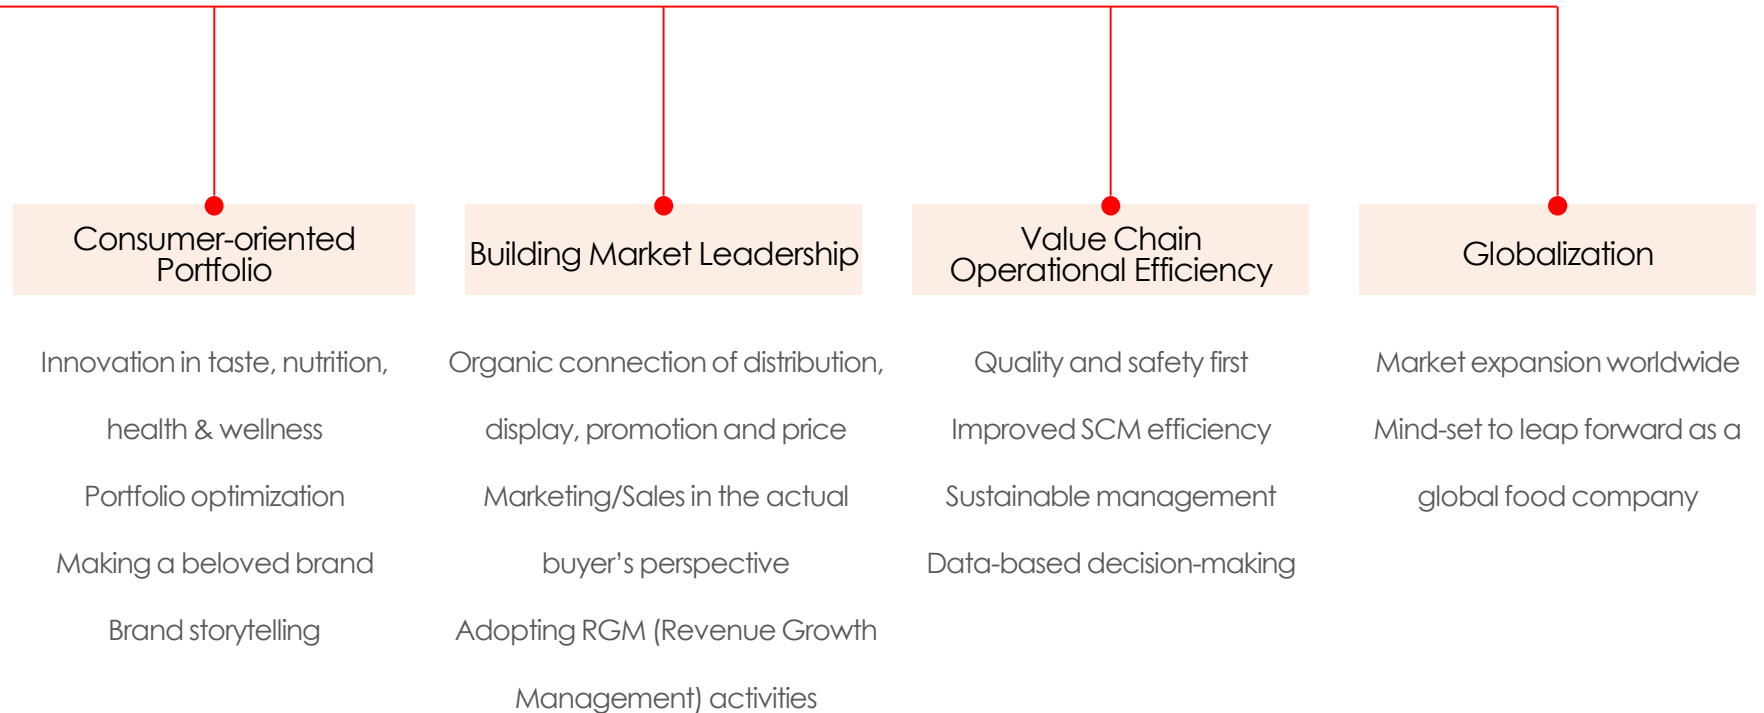 Consumer-oriented
Portfolio
Innovation in taste, nutrition,
health & wellness
Portfolio optimization
Making a beloved brand
Brand storytelling
Building Market Leadership
Organic connection of distribution,
display, promotion and price
Marketing/Sales in the actual
buyer’s perspective
Adopting RGM (Revenue Growth
Management) activities
Value Chain
Operational Efficiency
Quality and safety first
Improved SCM efficiency
Sustainable management
Data-based decision-making
Globalization
Market expansion worldwide
Mind-set to leap forward as a
global food company